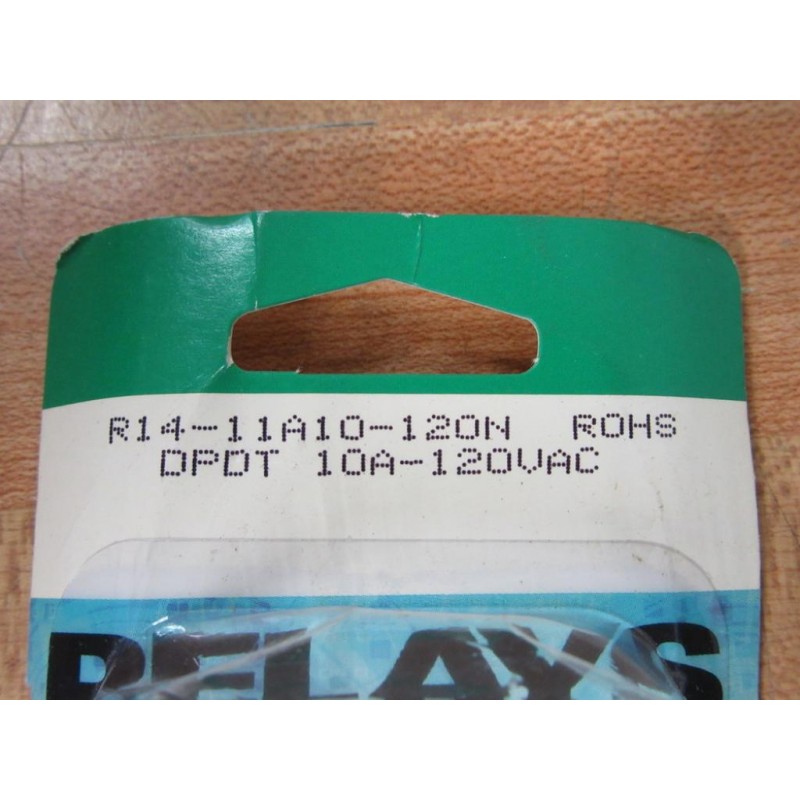 R14-11A10-120N ROHS
DPDT 10A-120VAC
RELAYS